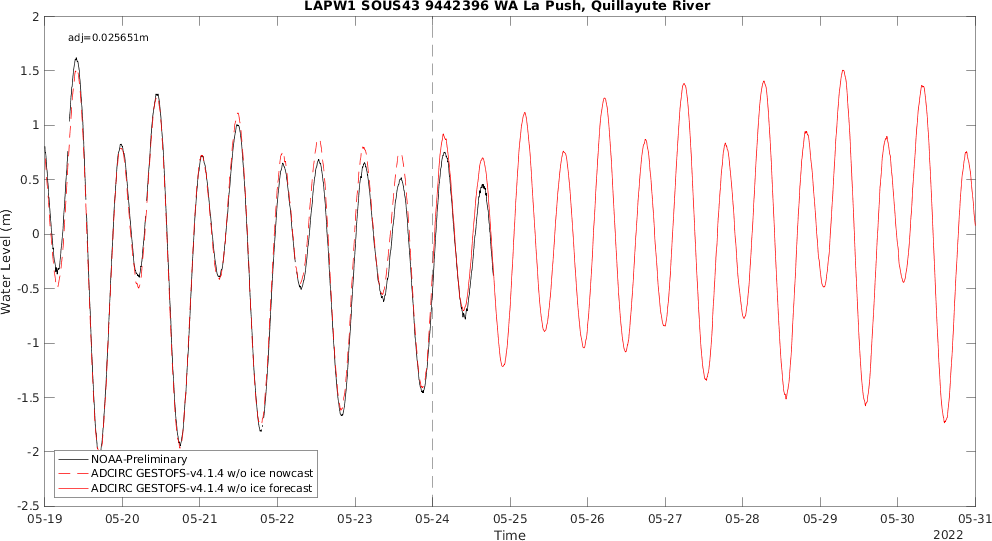 LAPW1 SOUS43 9442396 WA La Push, Quillayute River
adj=0.025651m
2
1.5
1
0.5
0
-0.5
-1
-1.5
-2
-2.5
Water Level (m)
NOAA-Preliminary
ADCIRC GESTOFS-v4.1.4 w/o ice nowcast
ADCIRC GESTOFS-v4.1.4 w/o ice forecast
05-19 05-20 05-21 05-22 05-23 05-24 05-25 05-26 05-27 05-28 05-29 05-30 05-31
Time
2022